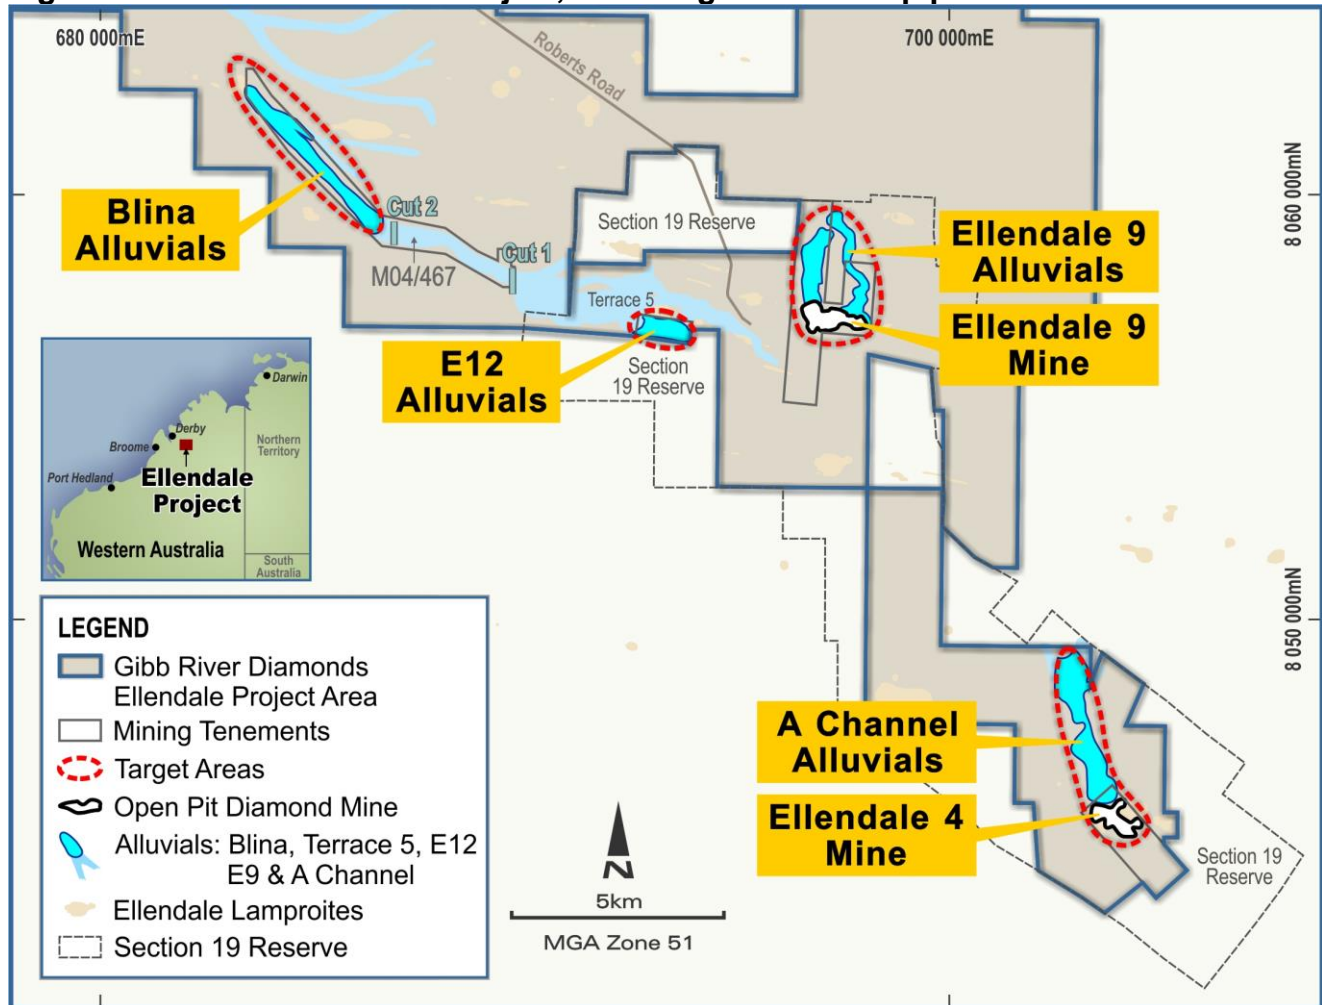 680 000mE
700 000mE
Roberts Road
8 060 000mN
Blina
Alluvials
Cut 2
Section 19 Reserve
Ellendale 9
Alluvials
Cut 1
M04/467
Terrace 5
Ellendale 9
Mine
E12
Alluvials
Section
19 Reserve
Darwin
Derby
Broome
Northern
Territory
Port Hedland
Ellendale
Project
Western Australia
South
Australia
8 050 000mN
LEGEND
Gibb River Diamonds
Ellendale Project Area
Mining Tenements
Target Areas
Open Pit Diamond Mine
Alluvials: Blina, Terrace 5, E12
E9 & A Channel
Ellendale Lamproites
Section 19 Reserve
A Channel
Alluvials
Ellendale 4
Mine
Section 19
Reserve
N
5km
MGA Zone 51